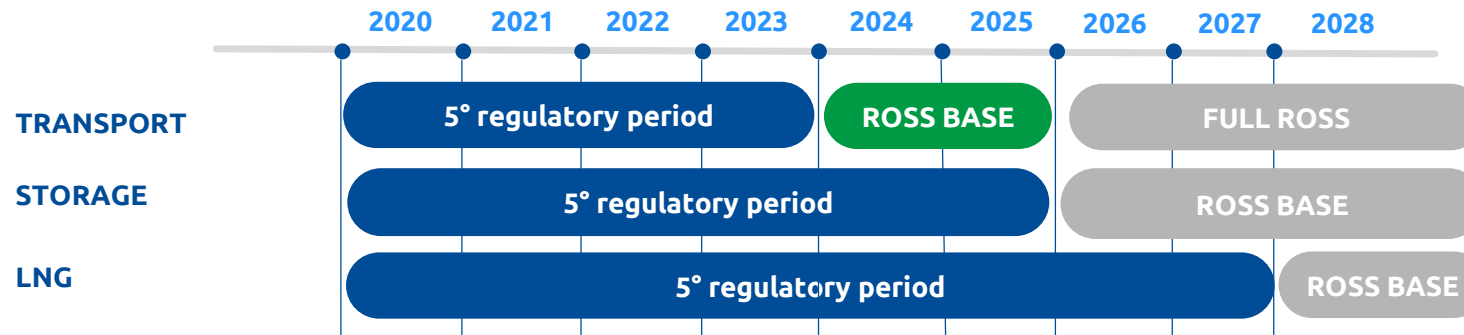 2020 2021 2022 2023 2024 2025 2026 2027 2028
TRANSPORT 5° regulatory period ROSS BASE FULL ROSS
STORAGE 5° regulatory period ROSS BASE
LNG 5° regulatory period ROSS BASE